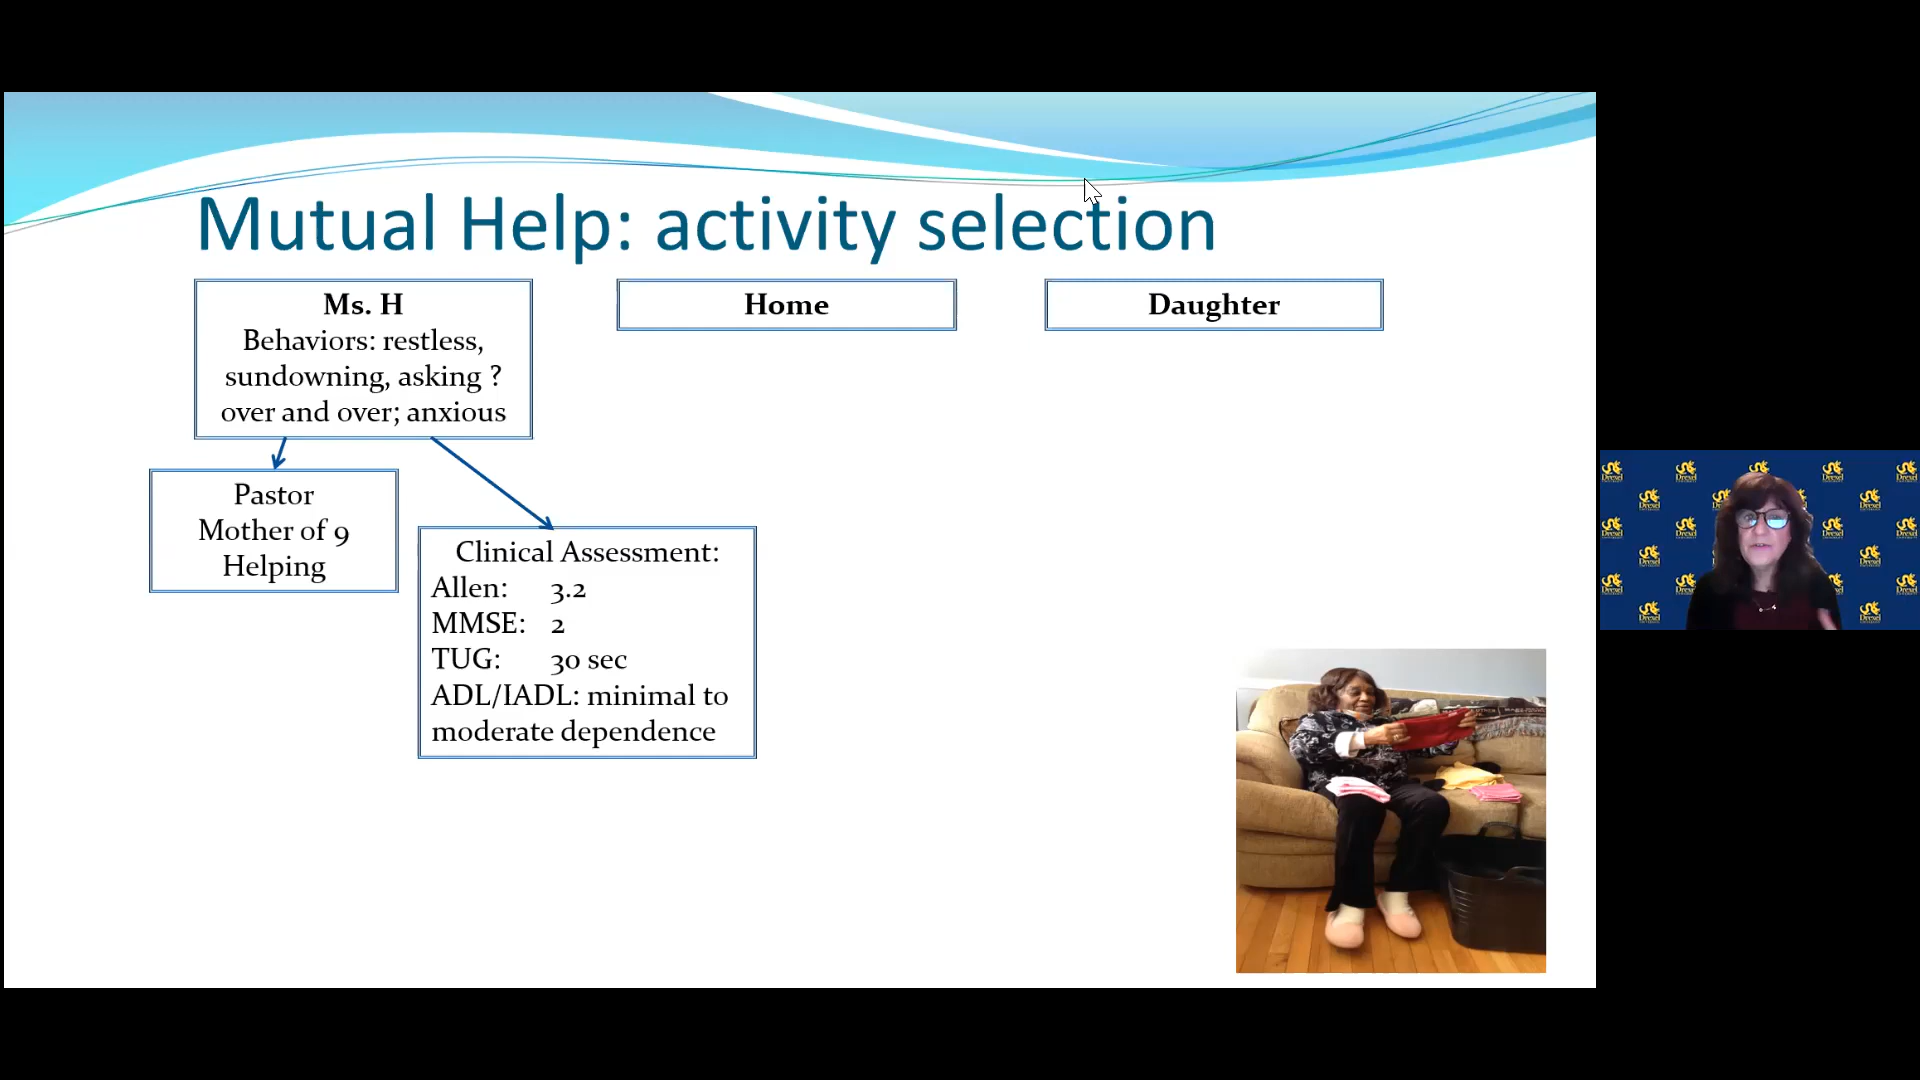 Mutual Help: activity selection
Ms. H
Behaviors: restless,
sundowning, asking ?
over and over; anxious
Home
Daughter
Pastor
Mother of 9
Helping
Clinical Assessment:
Allen: 3.2
MMSE: 2
TUG: 30 sec
ADL/IADL: minimal to
moderate dependence
Drexel